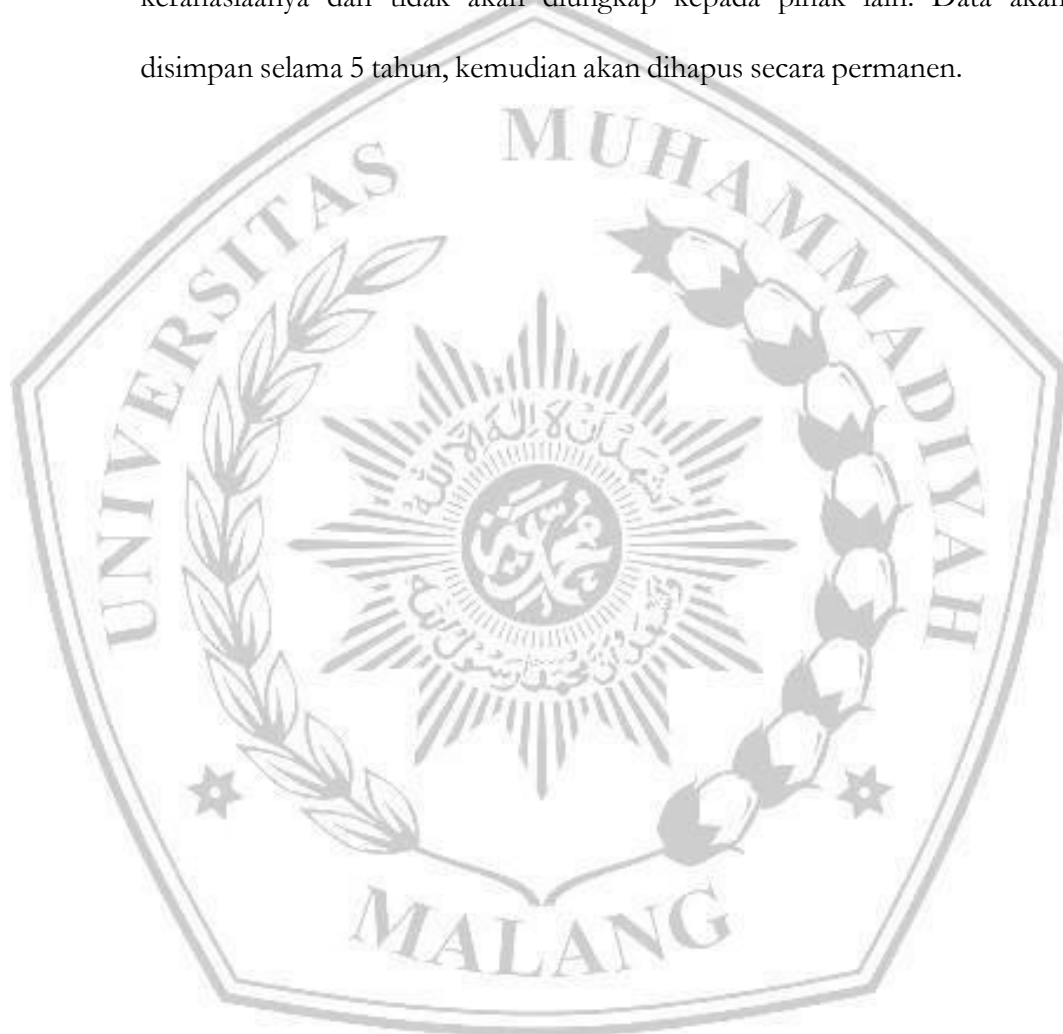 kerahasiaanya dan tidak akan diungkap kepada pihak lain. Data akan
disimpan selama 5 tahun, kemudian akan dihapus secara permanen.
UNIVERSITAS MUHAMMADIYAH
MALANG